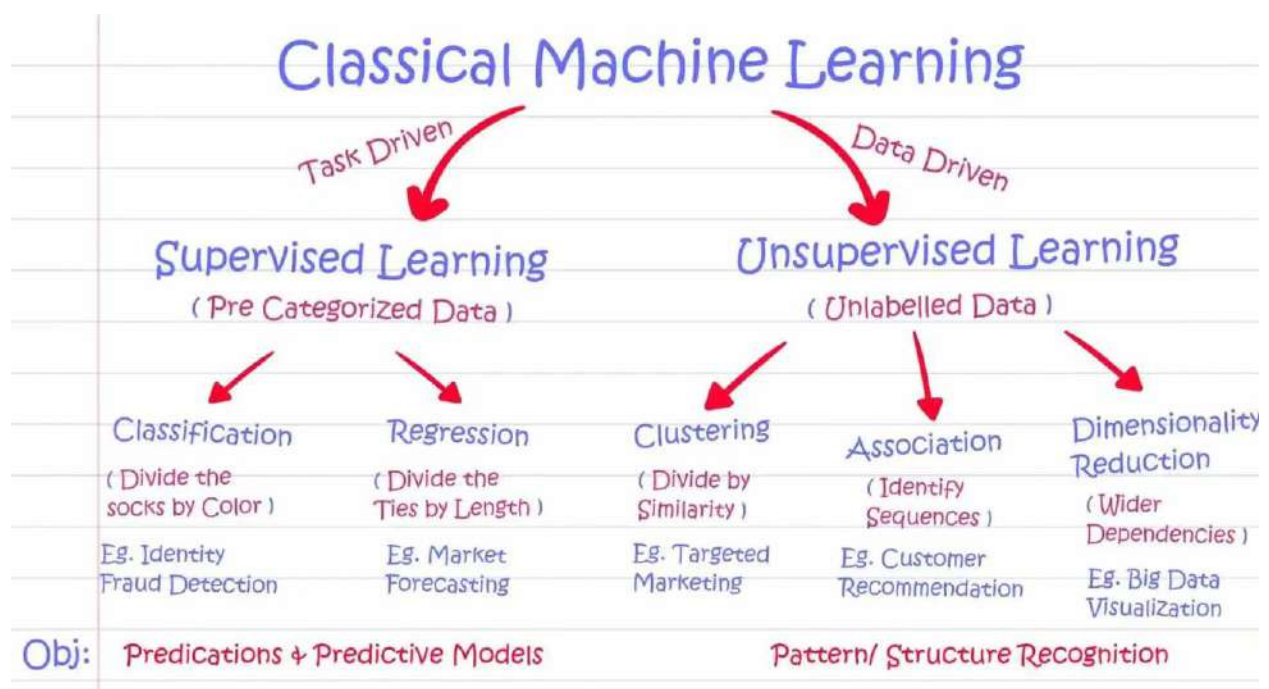 Classical Machine Learning
Task Driven
Data Driven
Supervised Learning
( Pre Categorized Data )
Unsupervised Learning
( Unlabelled Data )
Classification
( Divide the
socks by Color )
Eg. Identity
Fraud Detection
Regression
( Divide the
Ties by Length )
Eg. Market
Forecasting
Clustering
( Divide by
Similarity )
Eg. Targeted
Marketing
Association
( Identify
Sequences )
Eg. Customer
Recommendation
Dimensionality
Reduction
( Wider
Dependencies )
Eg. Big Data
Visualization
Obj: Predications & Predictive Models
Pattern/ Structure Recognition